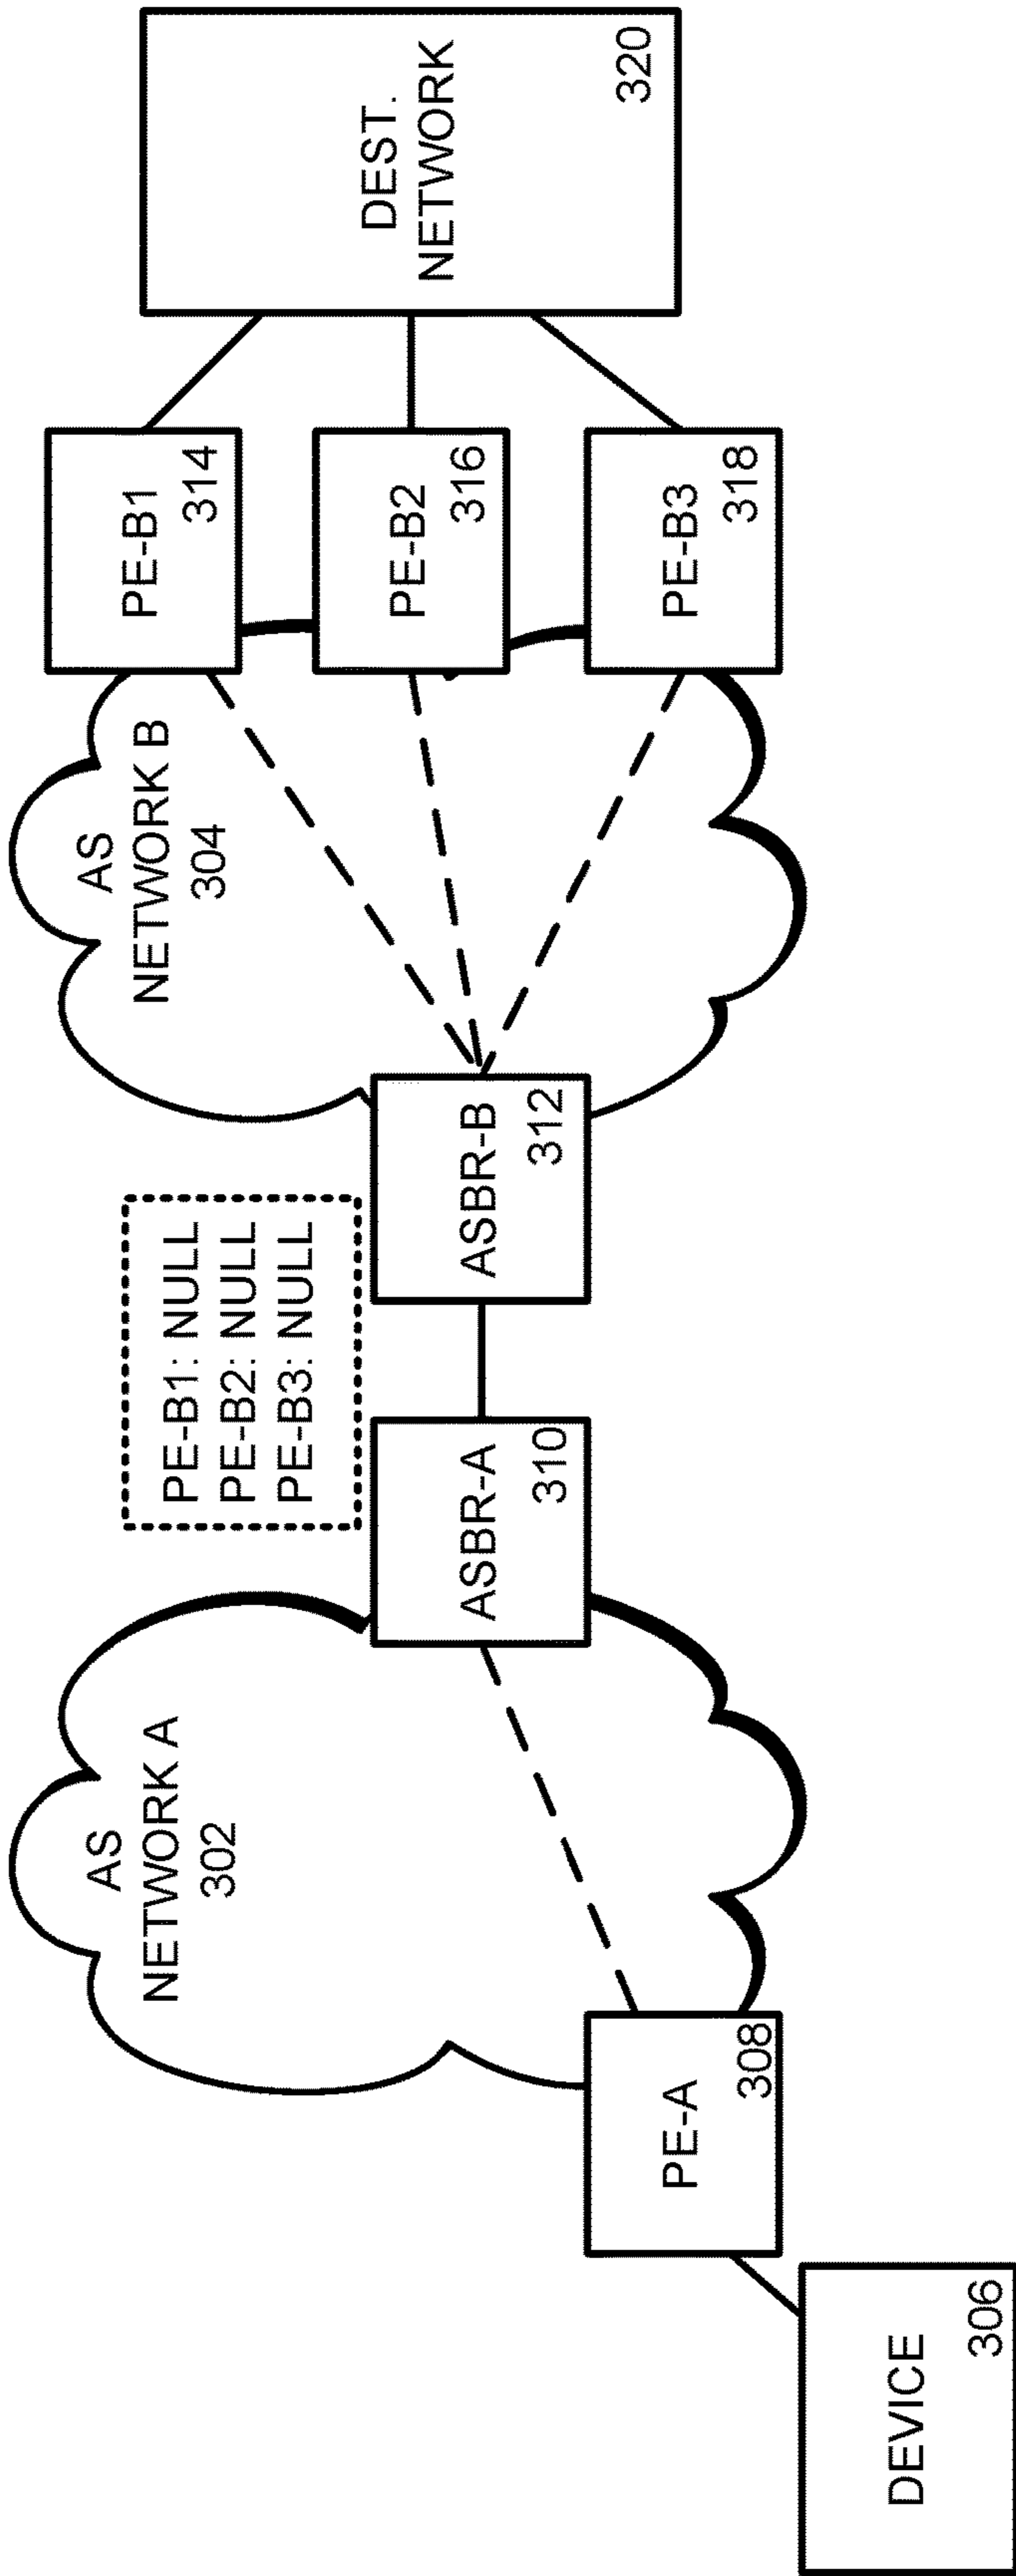 AS
NETWORK A
302
AS
NETWORK B
304
PE-B1: NULL
PE-B2: NULL
PE-B3: NULL
DEVICE
306
PE-A
308
ASBR-A
310
ASBR-B
312
PE-B1
314
PE-B2
316
PE-B3
318
DEST.
NETWORK
320